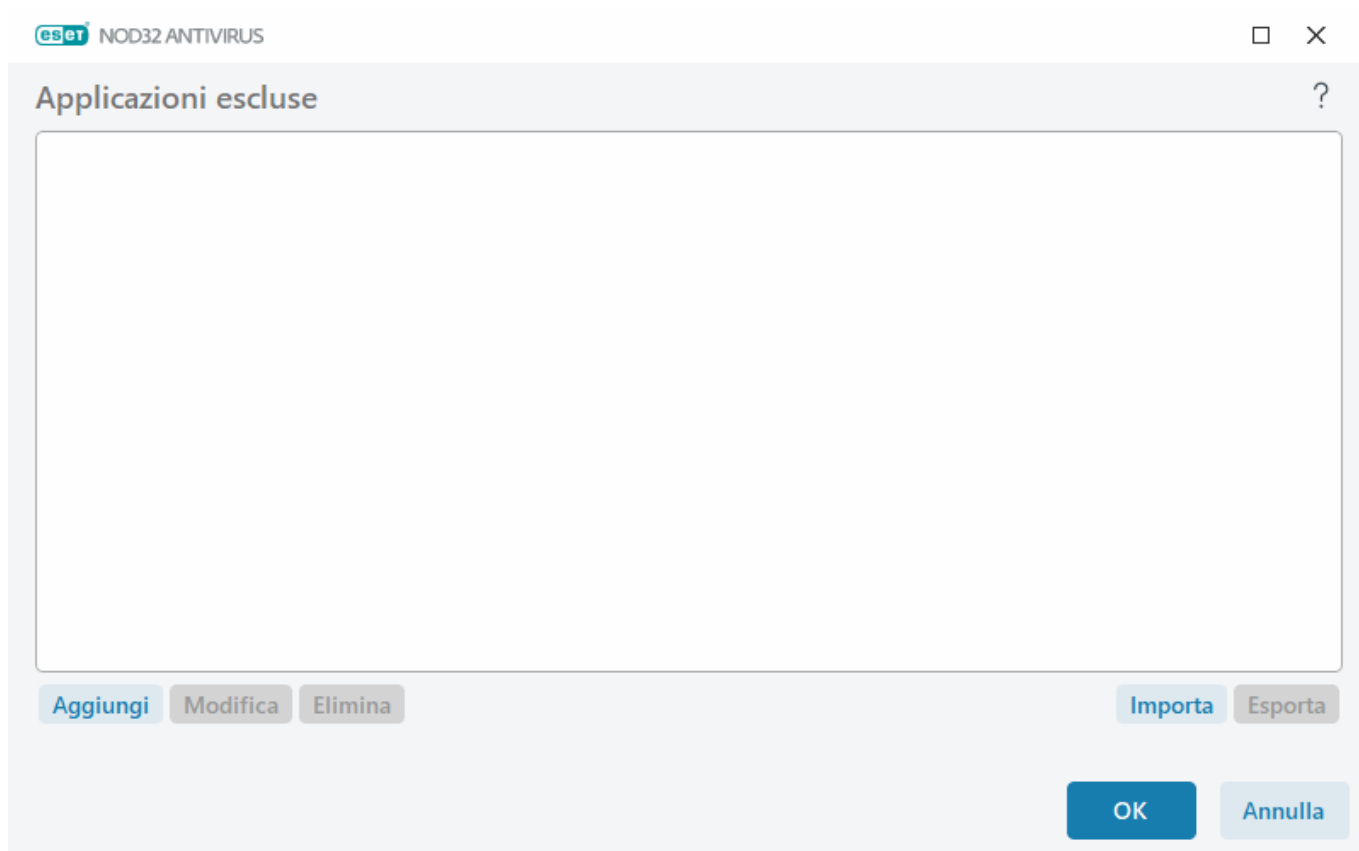 eset NOD32 ANTIVIRUS
Applicazioni escluse ?
Aggiungi Modifica Elimina Importa Esporta
OK Annulla